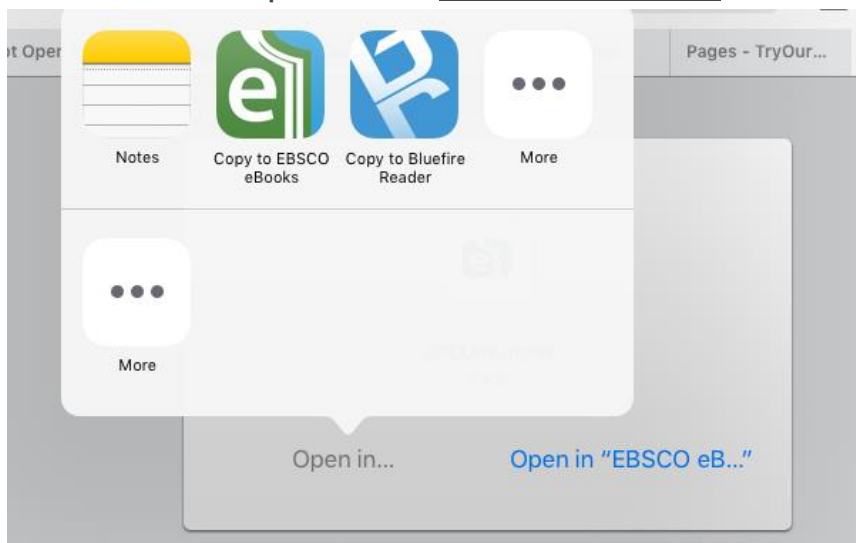 ot Oper
Pages - TryOur...
Notes
Copy to EBSCO
eBooks
Copy to Bluefire
Reader
More
More
Open in...
Open in “EBSCO eB...”